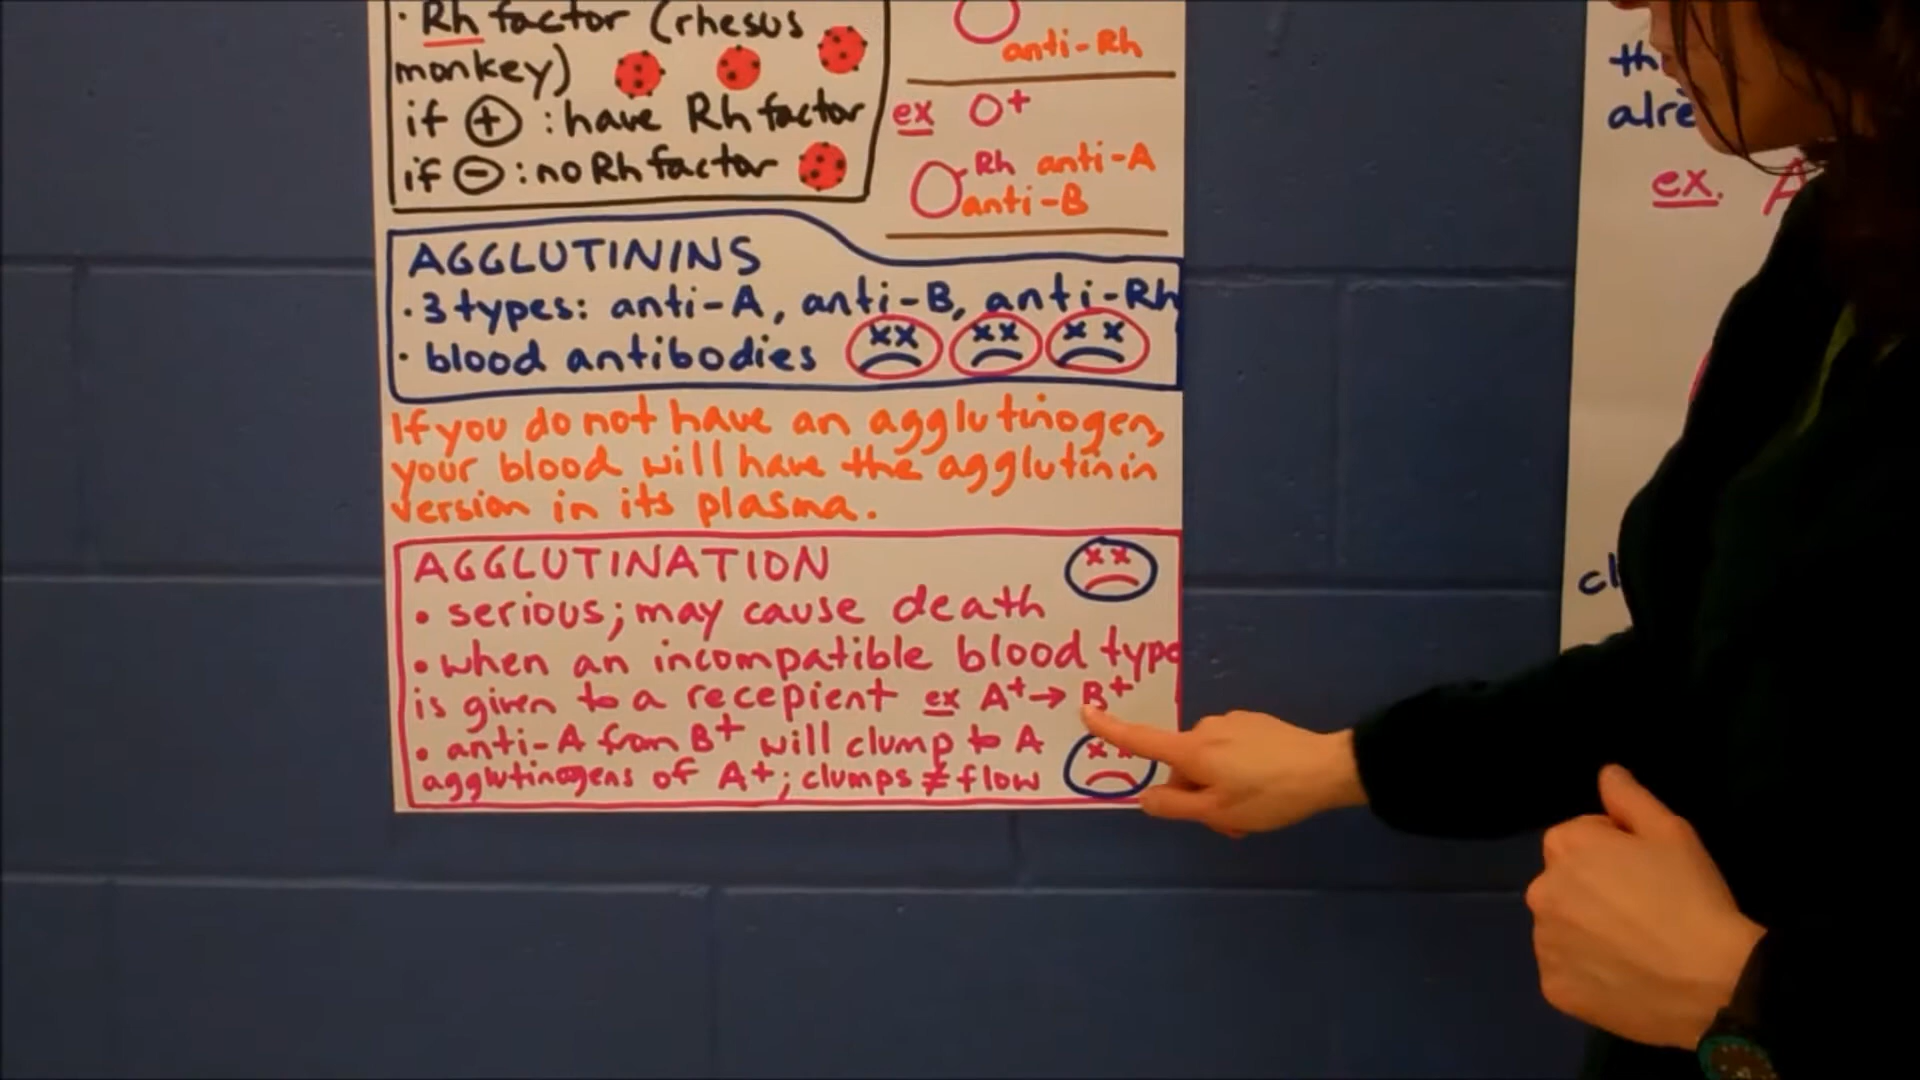 · Rh factor (rhesus
monkey)
if ⊕ : have Rh factor
if ⊖ : no Rh factor
anti-Rh
ex O+
Rh anti-A
anti-B
AGGLUTININS
· 3 types: anti-A, anti-B, anti-Rh
· blood antibodies
If you do not have an agglutinogen,
your blood will have the agglutinin
version in its plasma.
AGGLUTINATION
• serious; may cause death
• when an incompatible blood type
is given to a recepient ex A+ → B+
• anti-A from B+ will clump to A
agglutinogens of A+; clumps ≠ flow
ex. A